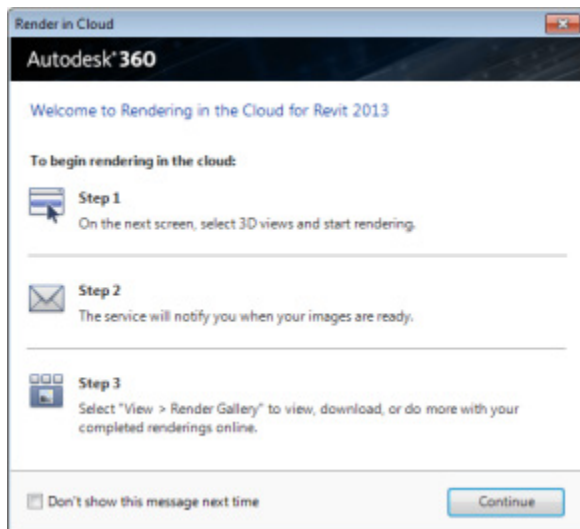 Render in Cloud
Autodesk® 360
Welcome to Rendering in the Cloud for Revit 2013
To begin rendering in the cloud:
Step 1
On the next screen, select 3D views and start rendering.
Step 2
The service will notify you when your images are ready.
Step 3
Select "View > Render Gallery" to view, download, or do more with your
completed renderings online.
Don't show this message next time
Continue